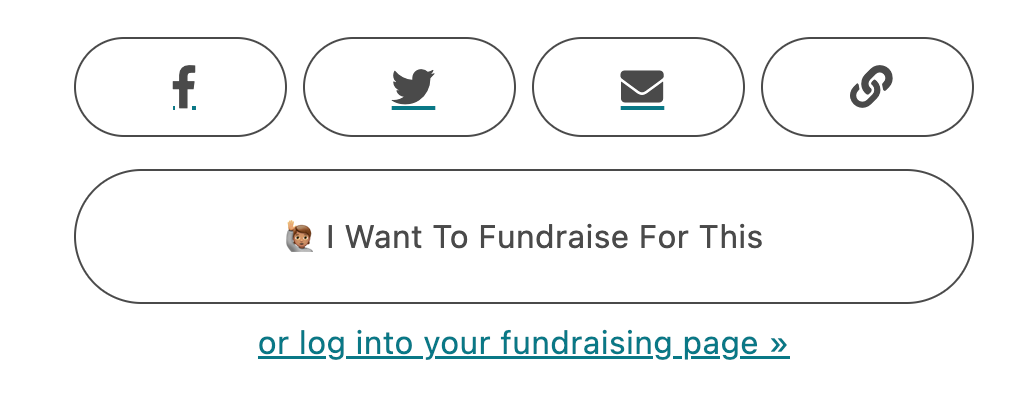 I Want To Fundraise For This
or log into your fundraising page »